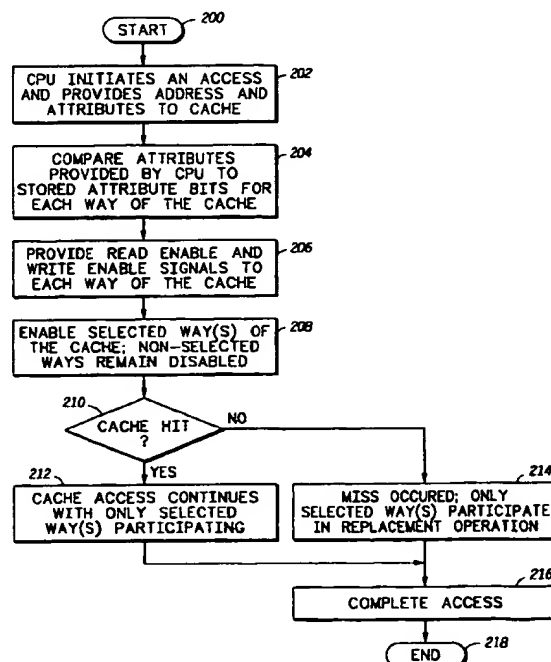 START
200
CPU INITIATES AN ACCESS
AND PROVIDES ADDRESS AND
ATTRIBUTES TO CACHE
202
COMPARE ATTRIBUTES
PROVIDED BY CPU TO
STORED ATTRIBUTE BITS FOR
EACH WAY OF THE CACHE
204
PROVIDE READ ENABLE AND
WRITE ENABLE SIGNALS TO
EACH WAY OF THE CACHE
206
ENABLE SELECTED WAY(S) OF
THE CACHE; NON-SELECTED
WAYS REMAIN DISABLED
208
210
CACHE HIT
?
NO
YES
212
CACHE ACCESS CONTINUES
WITH ONLY SELECTED
WAY(S) PARTICIPATING
214
MISS OCCURED; ONLY
SELECTED WAY(S) PARTICIPATE
IN REPLACEMENT OPERATION
216
COMPLETE ACCESS
END
218